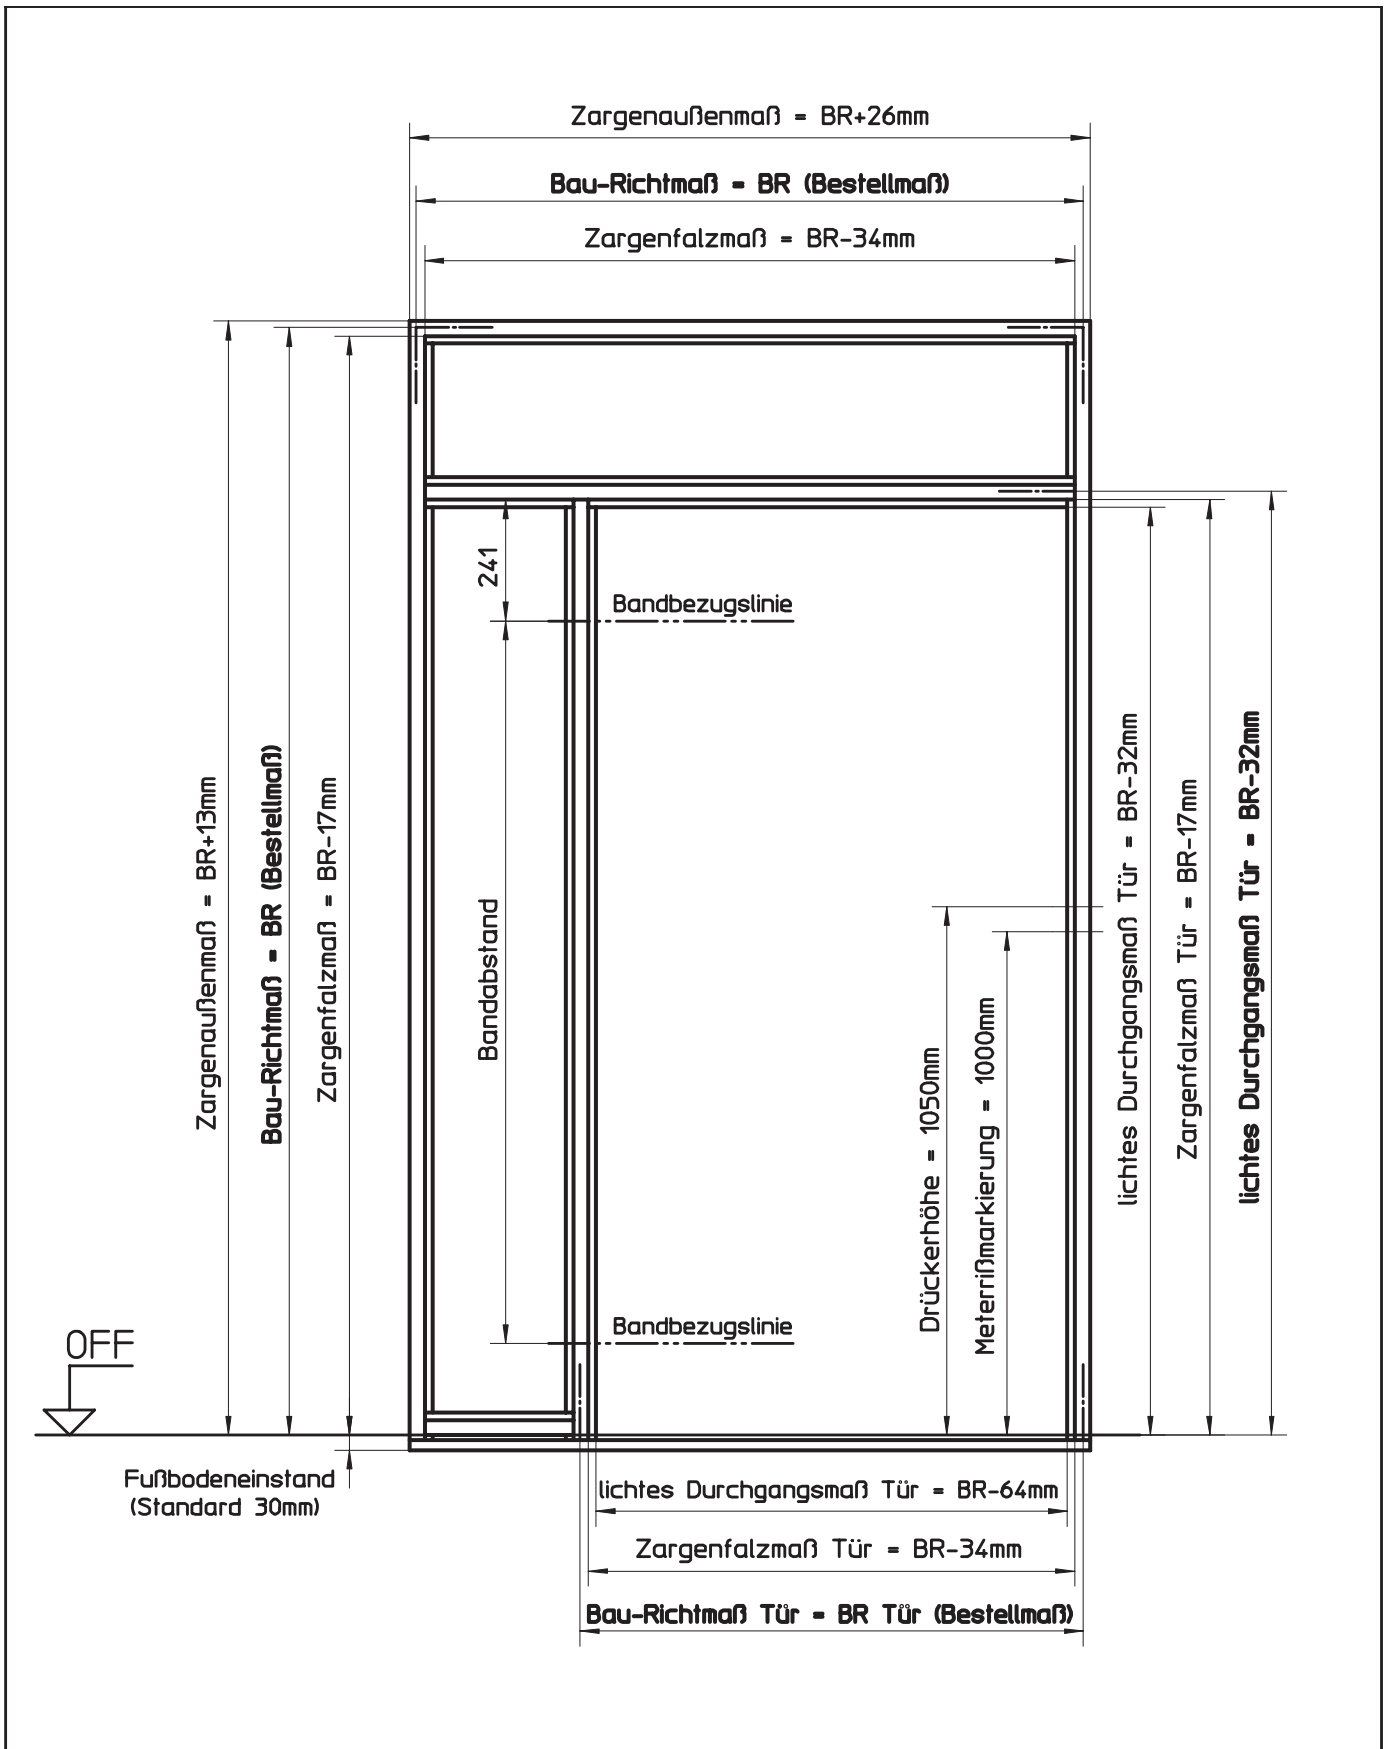 Zargenaußenmaß = BR+26mm
Bau-Richtmaß = BR (Bestellmaß)
Zargenfalzmaß = BR-34mm
241
Bandbezugslinie
Zargenaußenmaß = BR+13mm
Bau-Richtmaß = BR (Bestellmaß)
Zargenfalzmaß = BR-17mm
Bandabstand
Drückerhöhe = 1050mm
Meterrißmarkierung = 1000mm
lichtes Durchgangsmaß Tür = BR-32mm
Zargenfalzmaß Tür = BR-17mm
lichtes Durchgangsmaß Tür = BR-32mm
Bandbezugslinie
OFF
Fußbodeneinstand
(Standard 30mm)
lichtes Durchgangsmaß Tür = BR-64mm
Zargenfalzmaß Tür = BR-34mm
Bau-Richtmaß Tür = BR Tür (Bestellmaß)